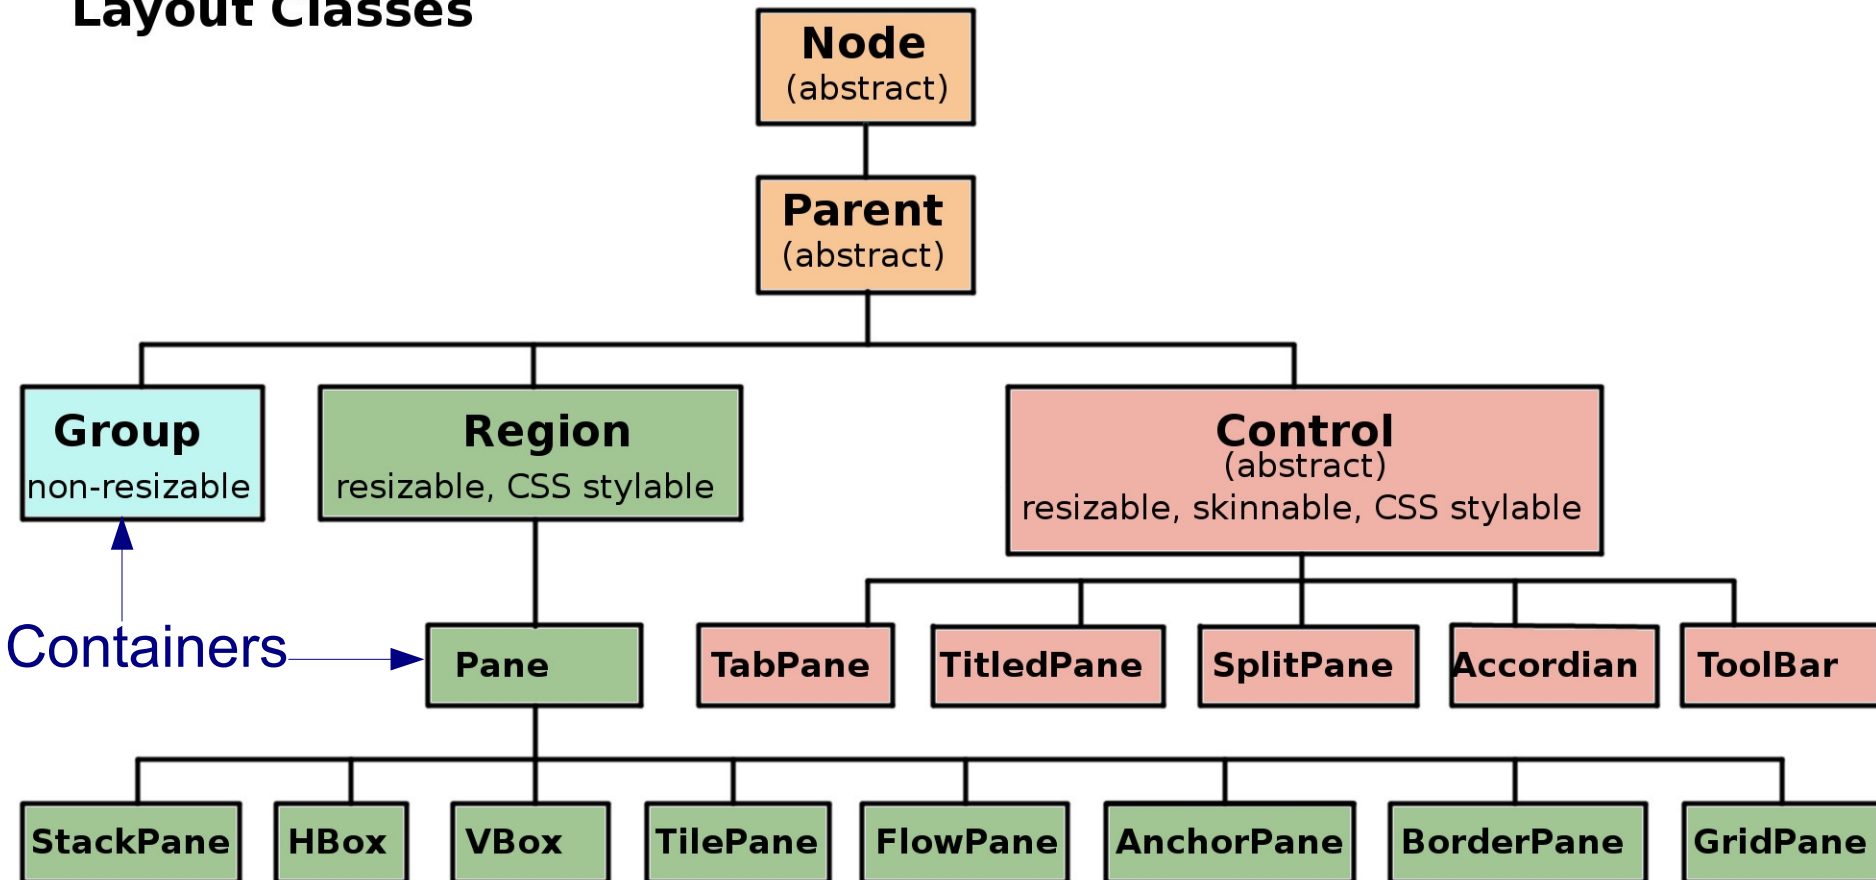 Layout Classes
Node
(abstract)
Parent
(abstract)
Group
non-resizable
Region
resizable, CSS stylable
Control
(abstract)
resizable, skinnable, CSS stylable
Containers
Pane
TabPane
TitledPane
SplitPane
Accordian
ToolBar
StackPane
HBox
VBox
TilePane
FlowPane
AnchorPane
BorderPane
GridPane